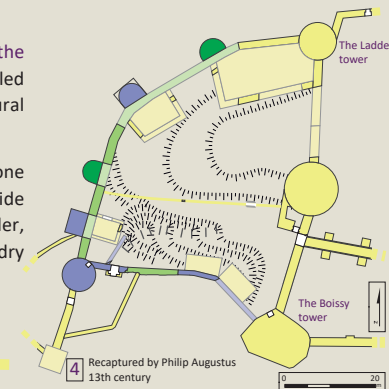 the
led
ural
one
ide
ler,
dry
The Ladde
tower
The Boissy
tower
4 Recaptured by Philip Augustus
13th century
z
0 20
m